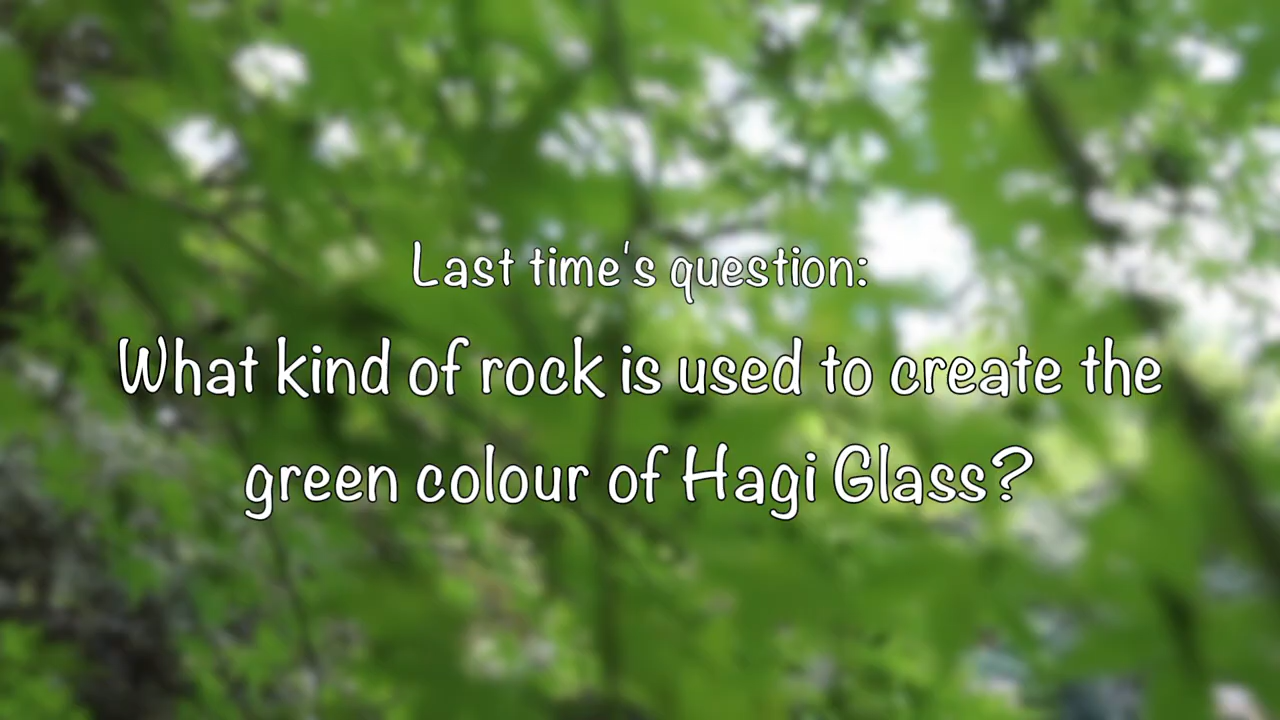 Last time's question:
What kind of rock is used to create the
green colour of Hagi Glass?